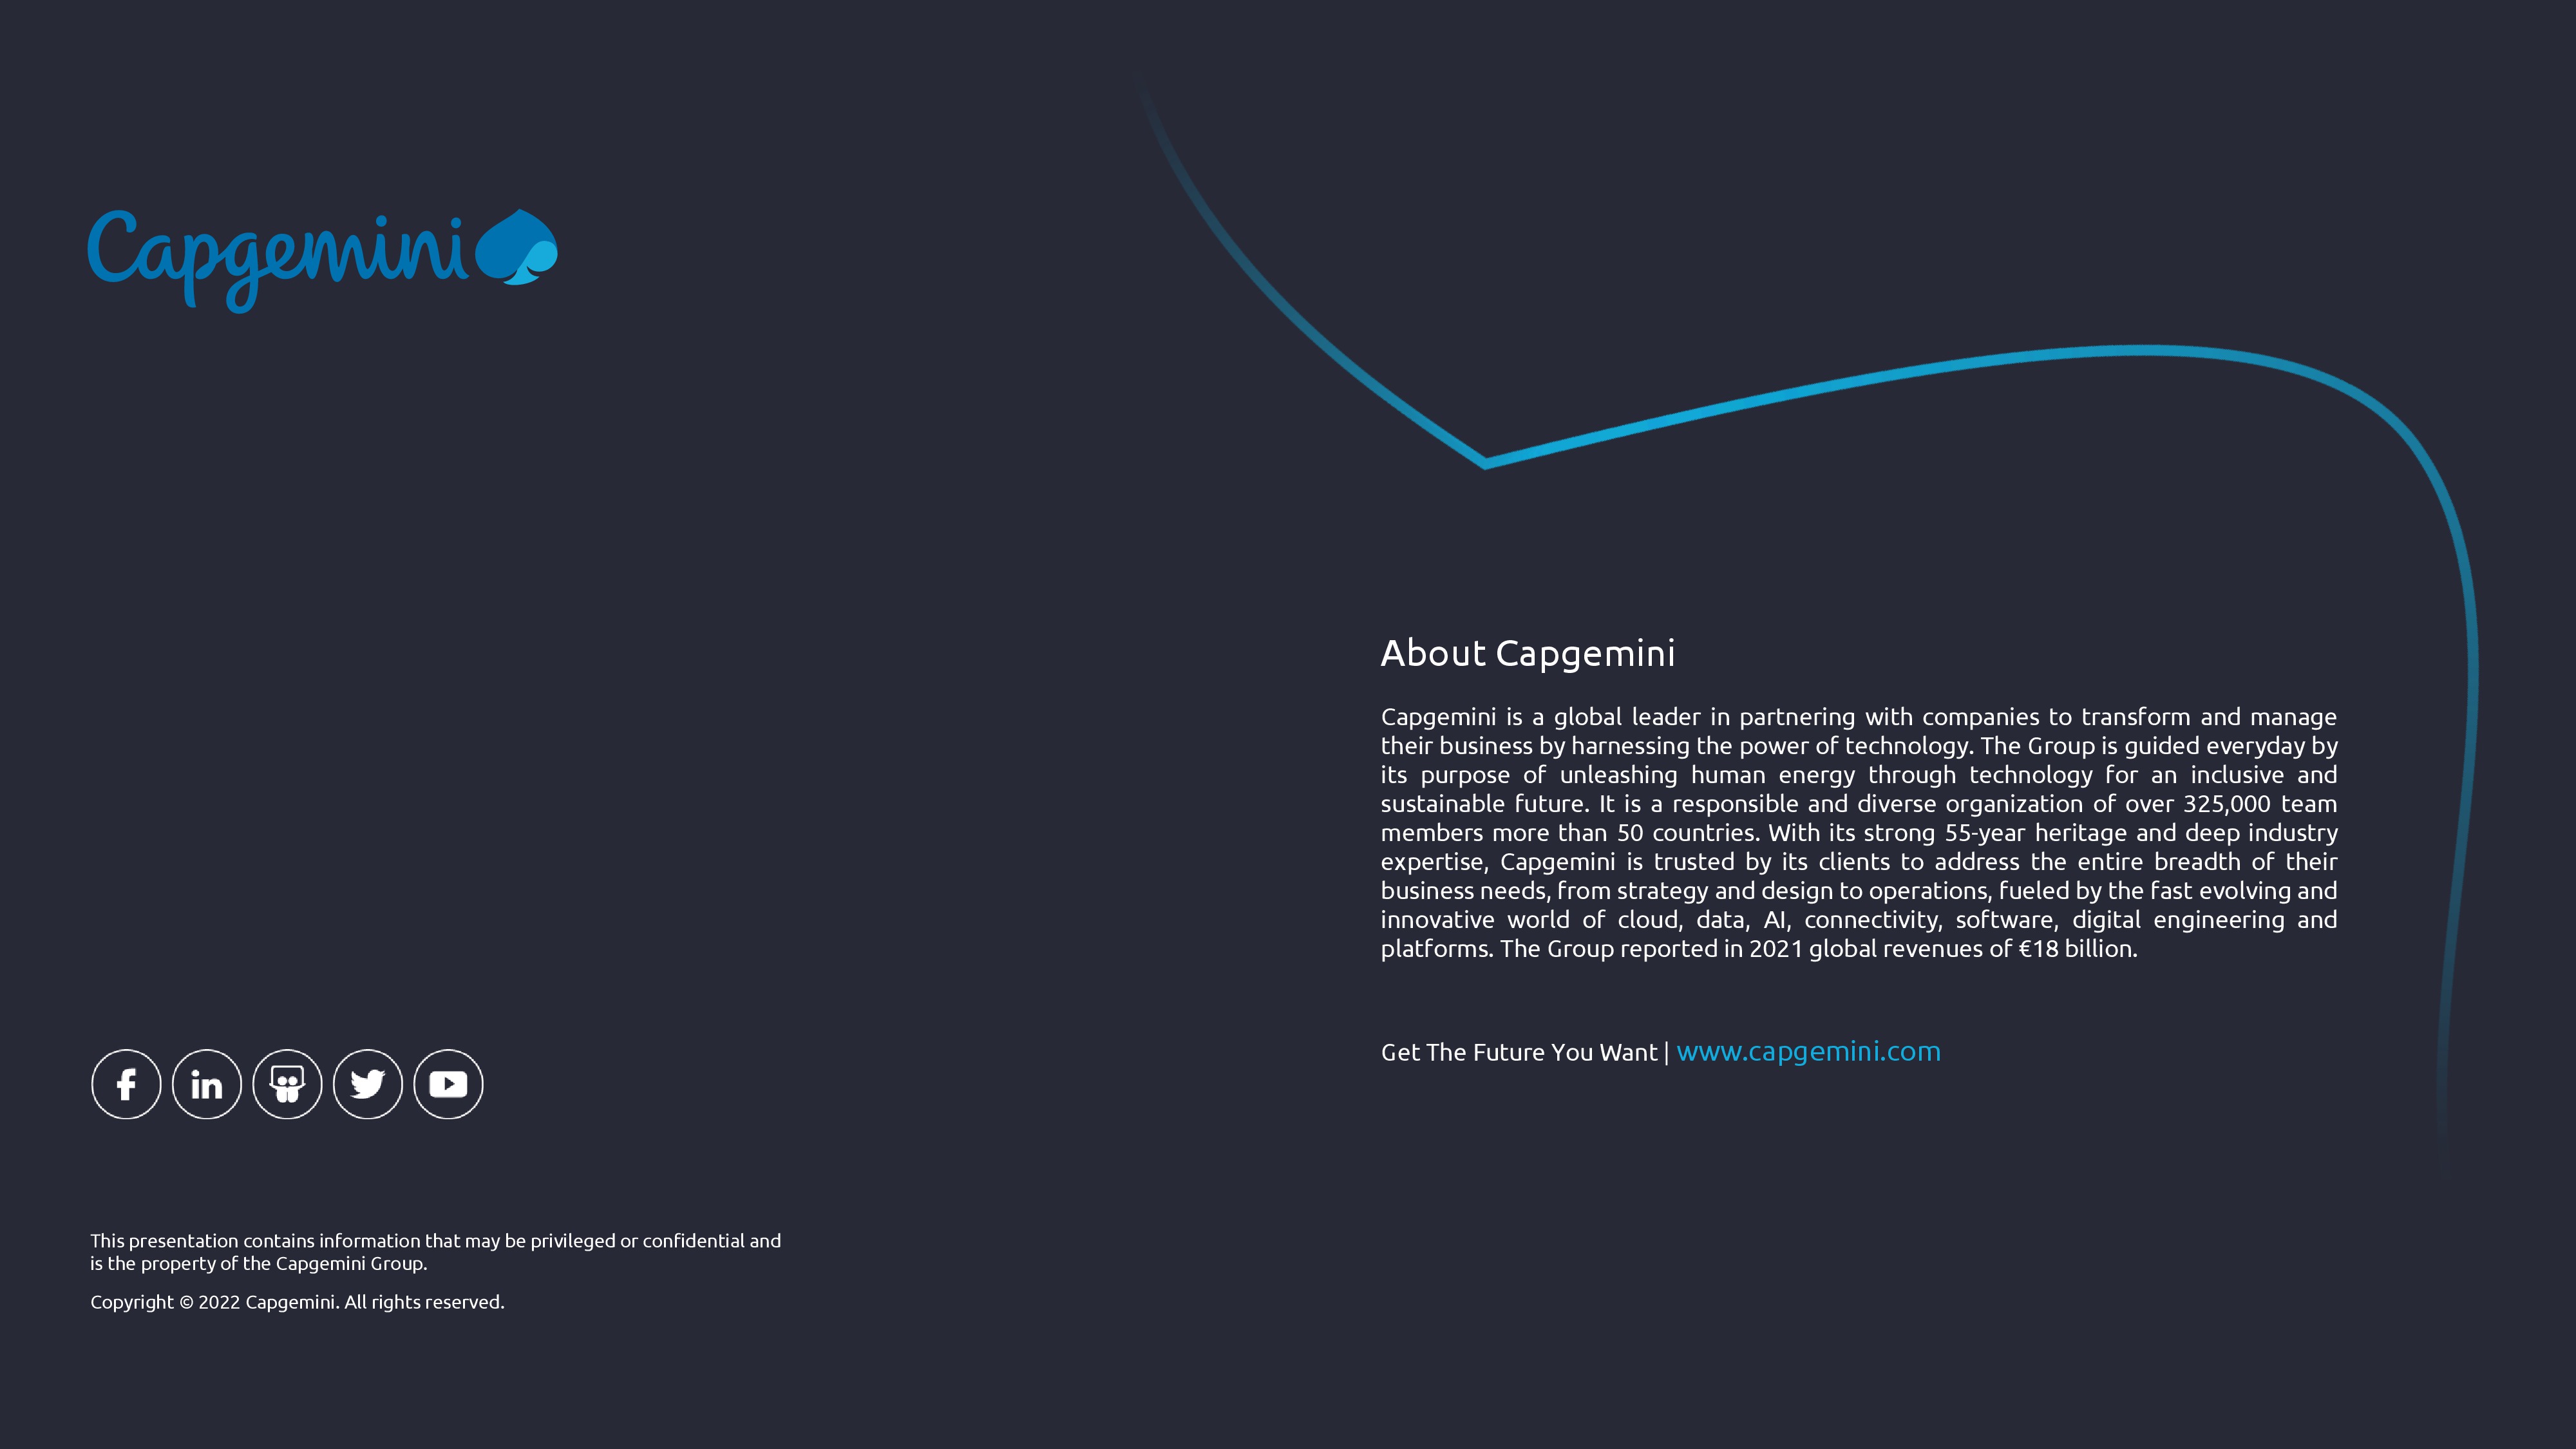 Capgemini
About Capgemini
Capgemini is a global leader in partnering with companies to transform and manage
their business by harnessing the power of technology. The Group is guided everyday by
its purpose of unleashing human energy through technology for an inclusive and
sustainable future. It is a responsible and diverse organization of over 325,000 team
members more than 50 countries. With its strong 55-year heritage and deep industry
expertise, Capgemini is trusted by its clients to address the entire breadth of their
business needs, from strategy and design to operations, fueled by the fast evolving and
innovative world of cloud, data, AI, connectivity, software, digital engineering and
platforms. The Group reported in 2021 global revenues of €18 billion.
Get The Future You Want | www.capgemini.com
This presentation contains information that may be privileged or confidential and
is the property of the Capgemini Group.
Copyright © 2022 Capgemini. All rights reserved.